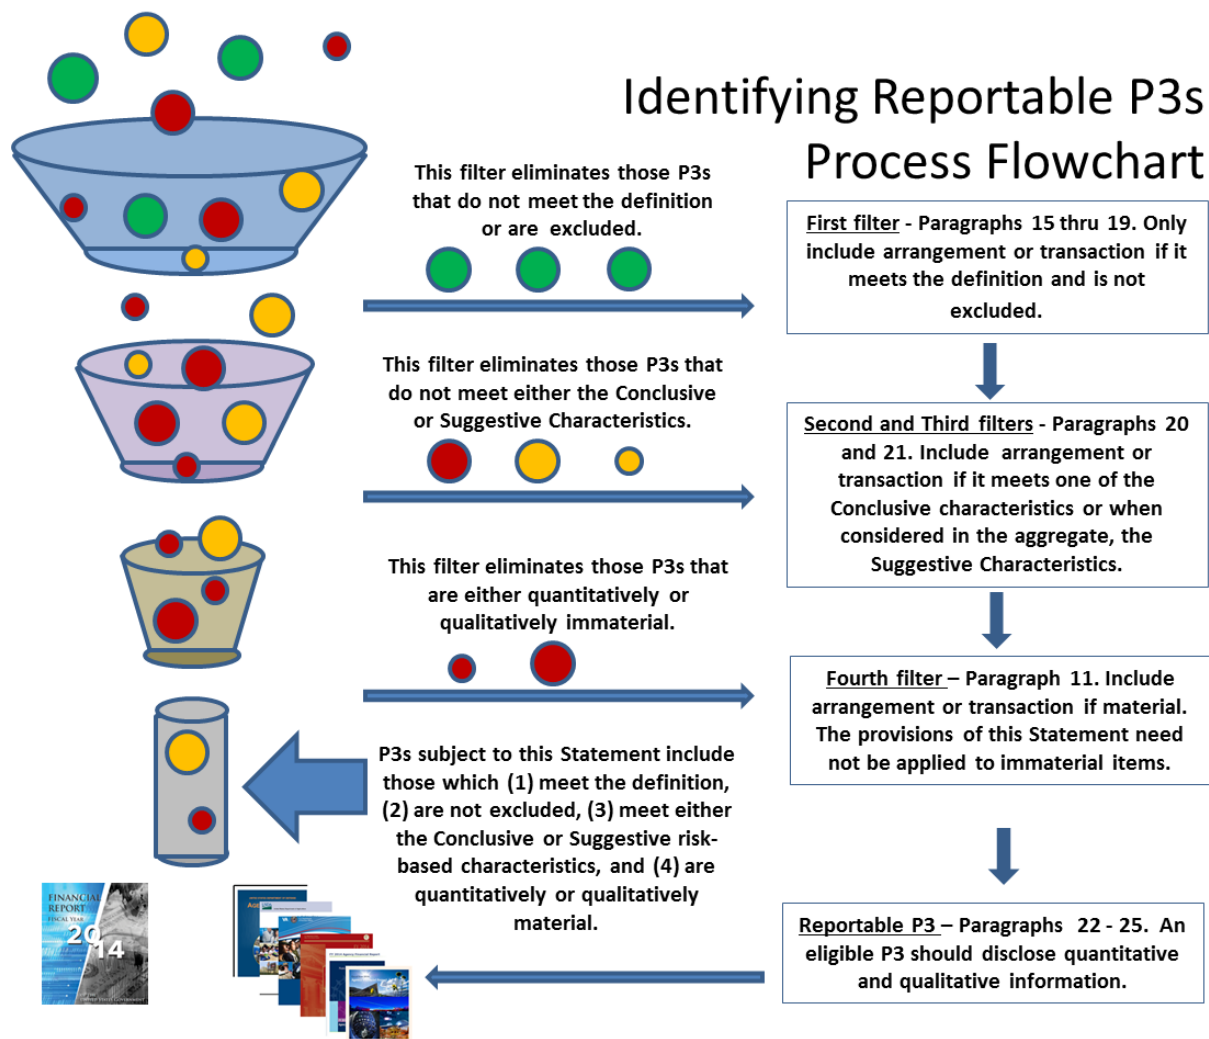 Identifying Reportable P3s
Process Flowchart
This filter eliminates those P3s
that do not meet the definition
or are excluded.
First filter - Paragraphs 15 thru 19. Only
include arrangement or transaction if it
meets the definition and is not
excluded.
This filter eliminates those P3s that
do not meet either the Conclusive
or Suggestive Characteristics.
Second and Third filters - Paragraphs 20
and 21. Include arrangement or
transaction if it meets one of the
Conclusive characteristics or when
considered in the aggregate, the
Suggestive Characteristics.
This filter eliminates those P3s that
are either quantitatively or
qualitatively immaterial.
Fourth filter – Paragraph 11. Include
arrangement or transaction if material.
The provisions of this Statement need
not be applied to immaterial items.
P3s subject to this Statement include
those which (1) meet the definition,
(2) are not excluded, (3) meet either
the Conclusive or Suggestive risk-
based characteristics, and (4) are
quantitatively or qualitatively
material.
Reportable P3 – Paragraphs 22 - 25. An
eligible P3 should disclose quantitative
and qualitative information.
FINANCIAL
REPORT
FISCAL YEAR
20
14
UNITED STATES GOVERNMENT